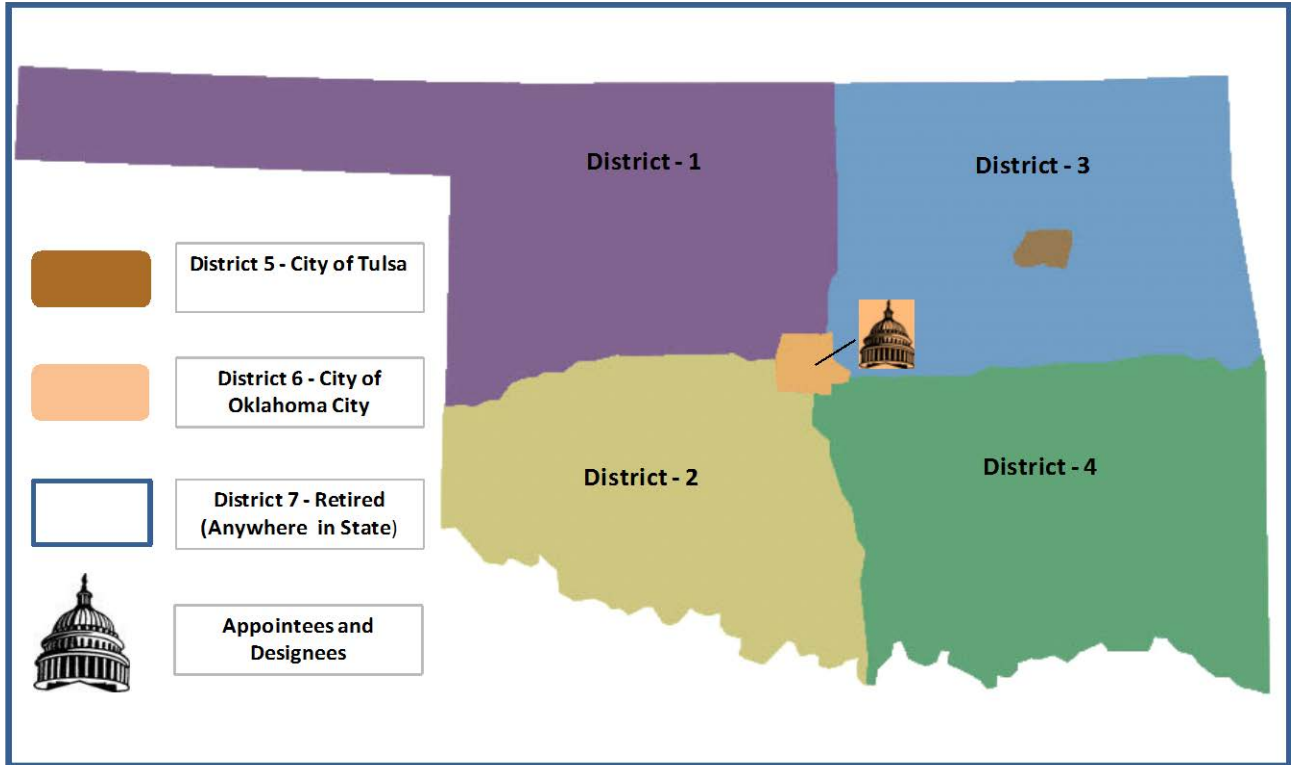 District - 1
District - 3
District 5 - City of Tulsa
District 6 - City of
Oklahoma City
District - 2
District - 4
District 7 - Retired
(Anywhere in State)
Appointees and
Designees